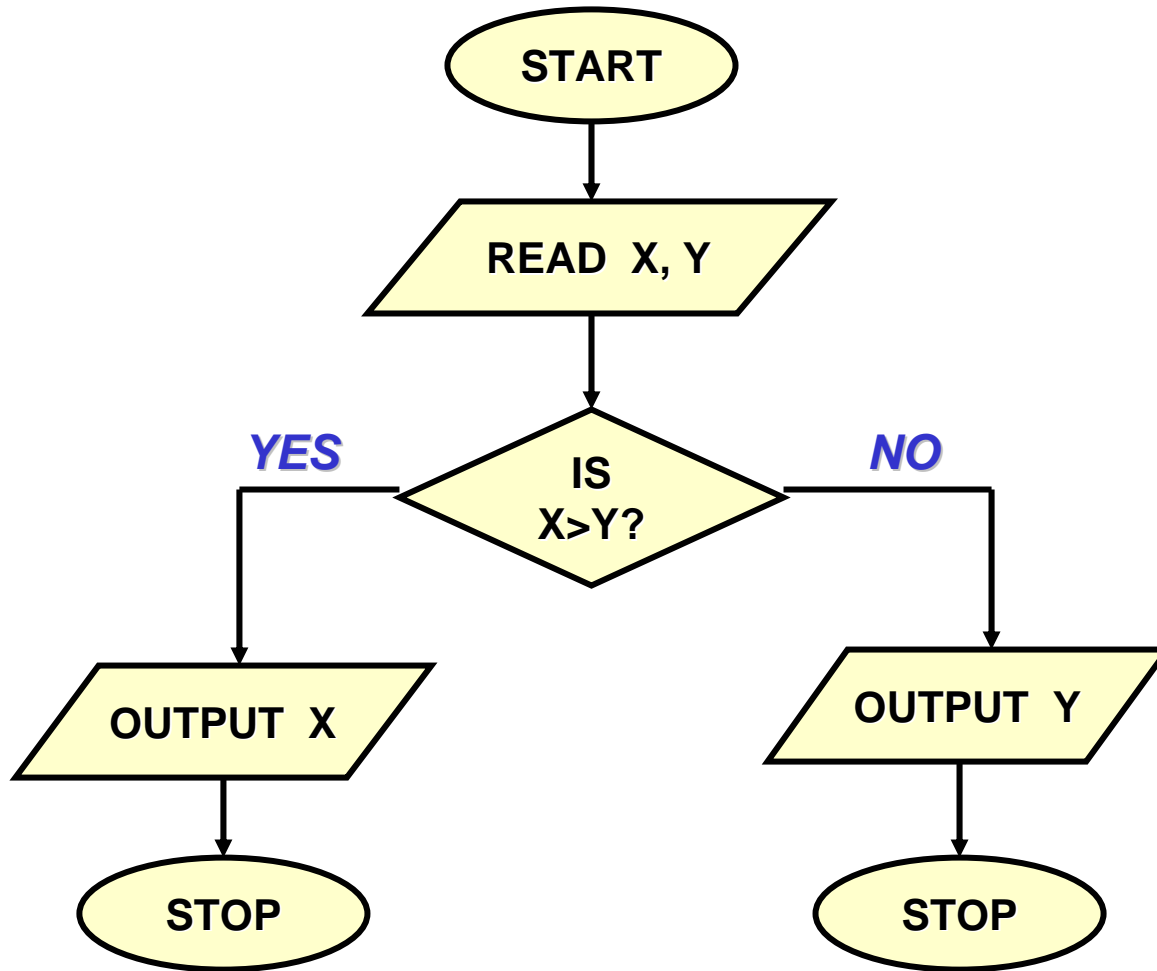 START
READ X, Y
YES
NO
IS
X>Y?
OUTPUT X
OUTPUT Y
STOP
STOP